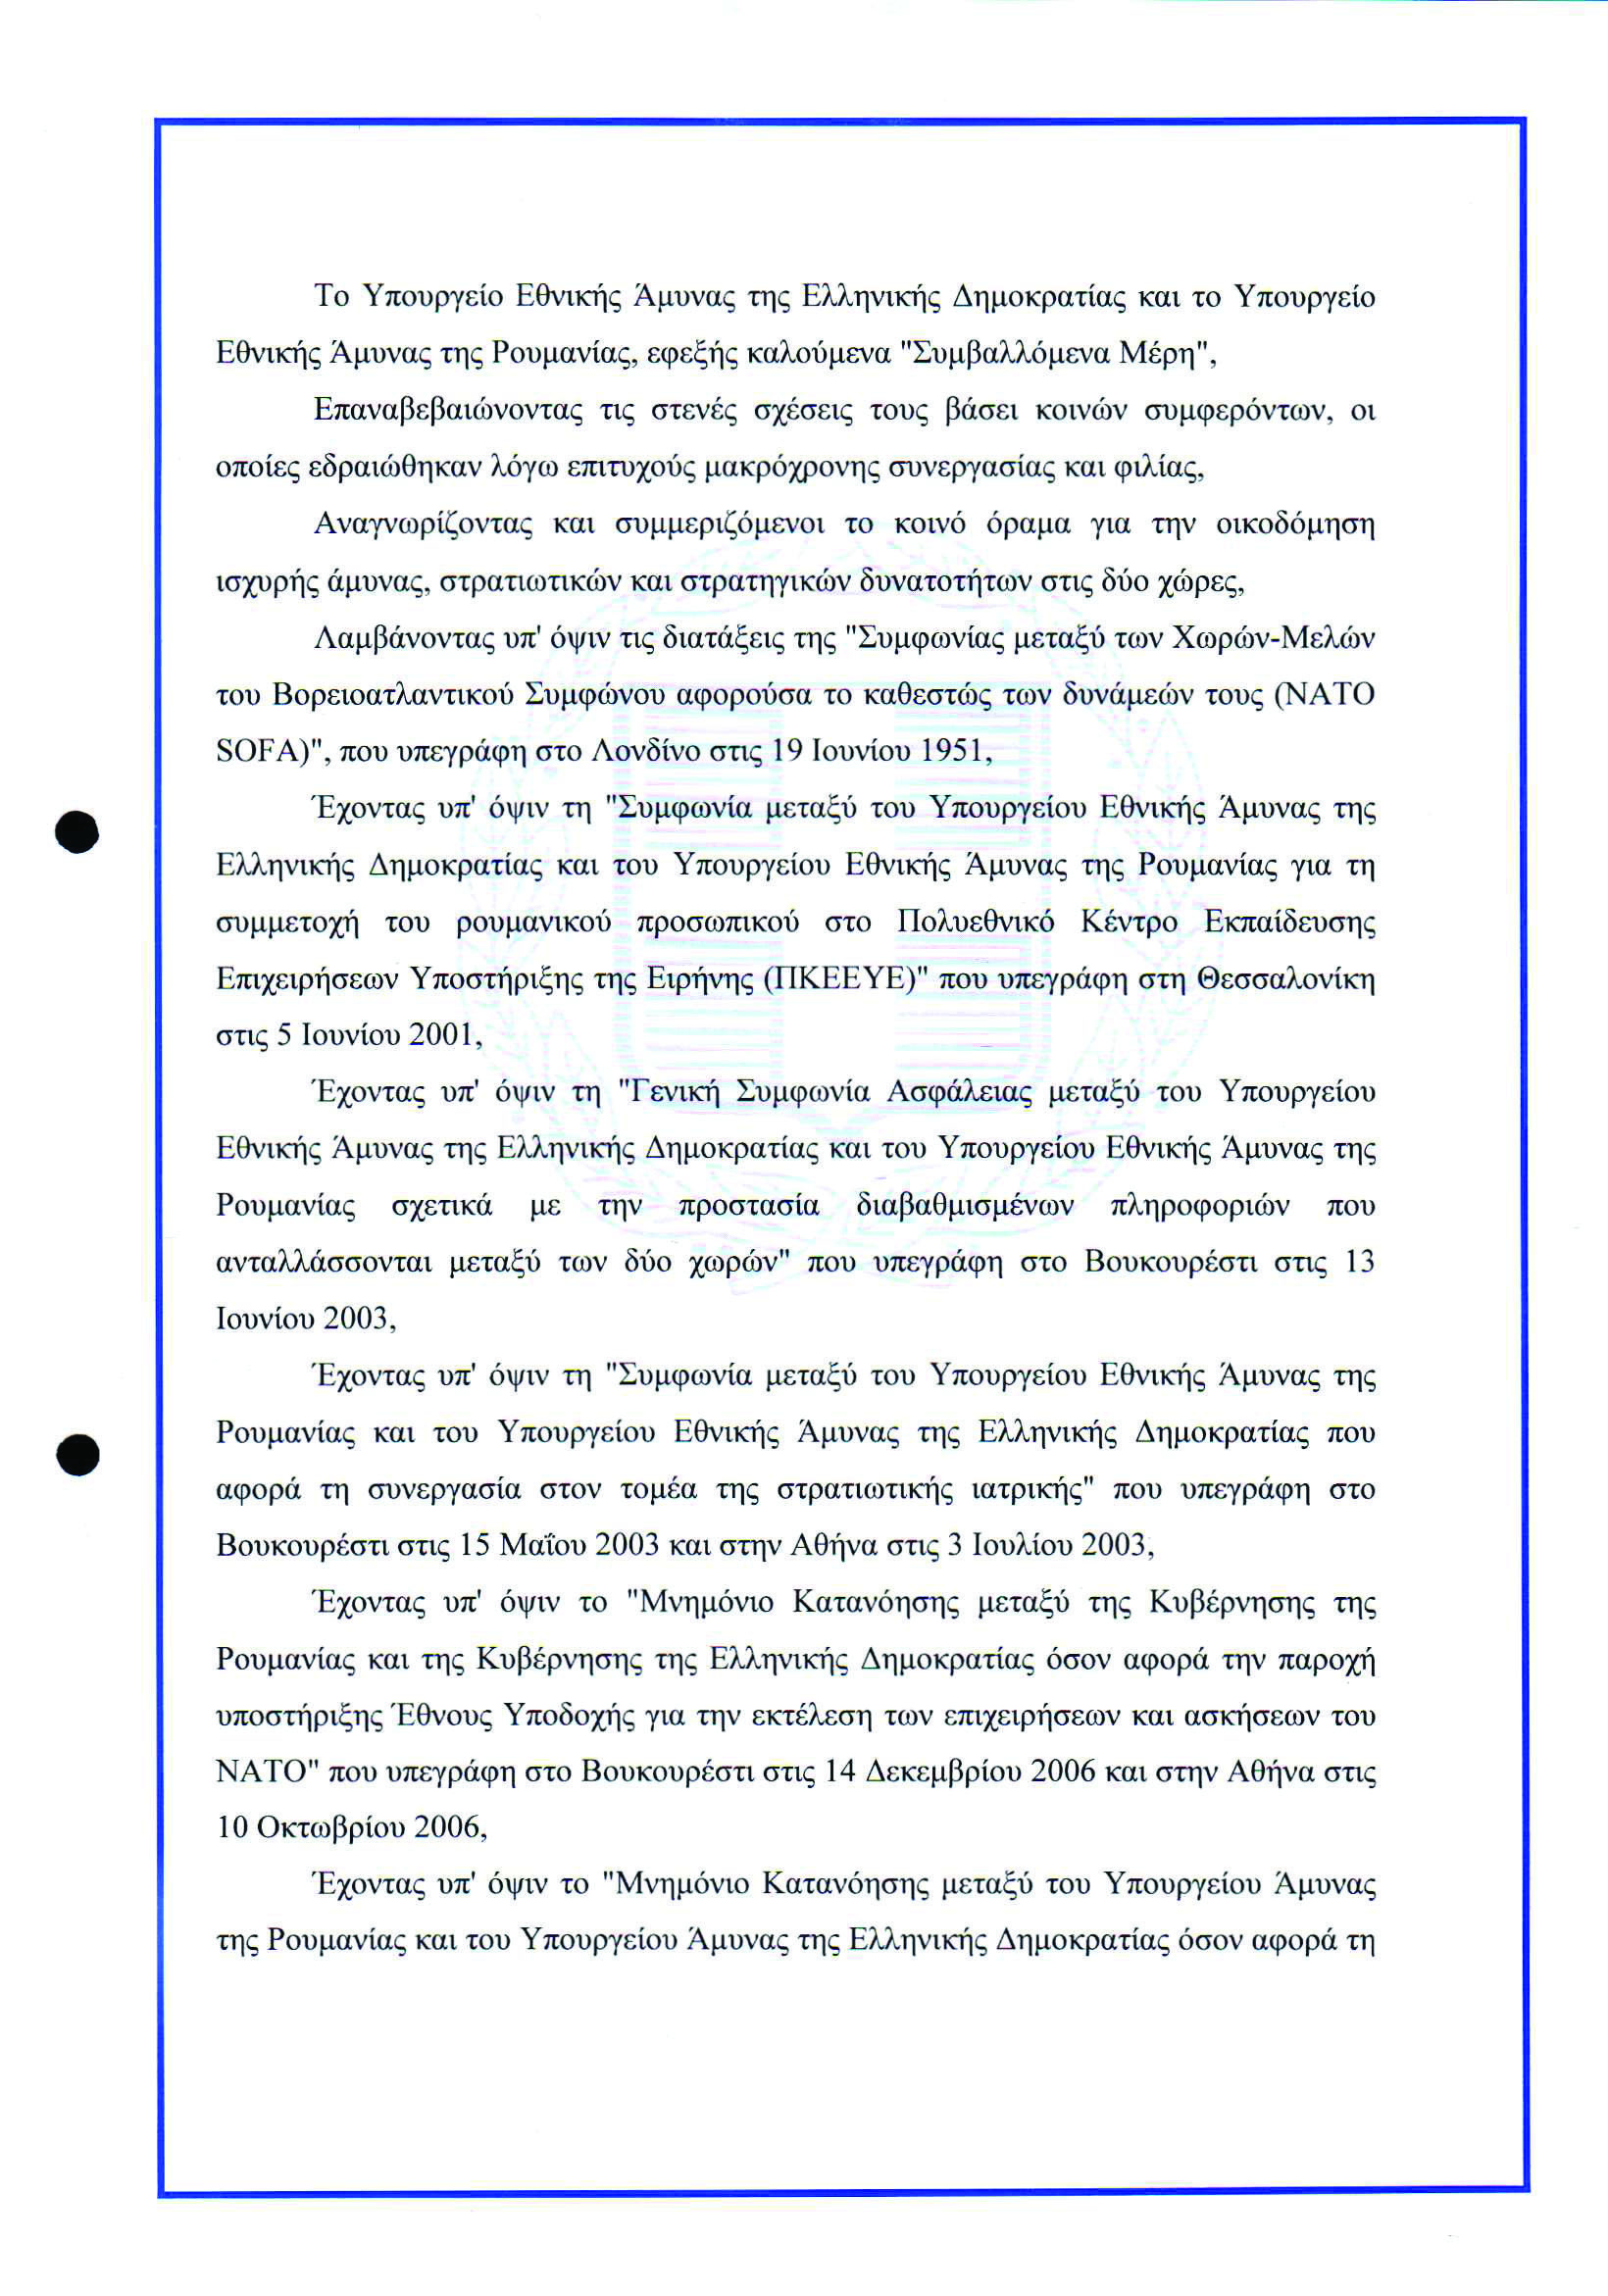 Το Υπουργείο Εθνικής Άμυνας της Ελληνικής Δημοκρατίας και το Υπουργείο
Εθνικής Άμυνας της Ρουμανίας, εφεξής καλούμενα "Συμβαλλόμενα Μέρη",
Επαναβεβαιώνοντας τις στενές σχέσεις τους βάσει κοινών συμφερόντων, οι
οποίες εδραιώθηκαν λόγω επιτυχούς μακρόχρονης συνεργασίας και φιλίας,
Αναγνωρίζοντας και συμμεριζόμενοι το κοινό όραμα για την οικοδόμηση
ισχυρής άμυνας, στρατιωτικών και στρατηγικών δυνατοτήτων στις δύο χώρες,
Λαμβάνοντας υπ' όψιν τις διατάξεις της "Συμφωνίας μεταξύ των Χωρών-Μελών
του Βορειοατλαντικού Συμφώνου αφορούσα το καθεστώς των δυνάμεών τους (NATO
SOFA)", που υπεγράφη στο Λονδίνο στις 19 Ιουνίου 1951,
Έχοντας υπ' όψιν τη "Συμφωνία μεταξύ του Υπουργείου Εθνικής Άμυνας της
Ελληνικής Δημοκρατίας και του Υπουργείου Εθνικής Άμυνας της Ρουμανίας για τη
συμμετοχή του ρουμανικού προσωπικού στο Πολυεθνικό Κέντρο Εκπαίδευσης
Επιχειρήσεων Υποστήριξης της Ειρήνης (ΠΚΕΕΥΕ)" που υπεγράφη στη Θεσσαλονίκη
στις 5 Ιουνίου 2001,
Έχοντας υπ' όψιν τη "Γενική Συμφωνία Ασφάλειας μεταξύ του Υπουργείου
Εθνικής Άμυνας της Ελληνικής Δημοκρατίας και του Υπουργείου Εθνικής Άμυνας της
Ρουμανίας σχετικά με την προστασία διαβαθμισμένων πληροφοριών που
ανταλλάσσονται μεταξύ των δύο χωρών" που υπεγράφη στο Βουκουρέστι στις 13
Ιουνίου 2003,
Έχοντας υπ' όψιν τη "Συμφωνία μεταξύ του Υπουργείου Εθνικής Άμυνας της
Ρουμανίας και του Υπουργείου Εθνικής Άμυνας της Ελληνικής Δημοκρατίας που
αφορά τη συνεργασία στον τομέα της στρατιωτικής ιατρικής" που υπεγράφη στο
Βουκουρέστι στις 15 Μαΐου 2003 και στην Αθήνα στις 3 Ιουλίου 2003,
Έχοντας υπ' όψιν το "Μνημόνιο Κατανόησης μεταξύ της Κυβέρνησης της
Ρουμανίας και της Κυβέρνησης της Ελληνικής Δημοκρατίας όσον αφορά την παροχή
υποστήριξης Έθνους Υποδοχής για την εκτέλεση των επιχειρήσεων και ασκήσεων του
NATO" που υπεγράφη στο Βουκουρέστι στις 14 Δεκεμβρίου 2006 και στην Αθήνα στις
10 Οκτωβρίου 2006,
Έχοντας υπ' όψιν το "Μνημόνιο Κατανόησης μεταξύ του Υπουργείου Άμυνας
της Ρουμανίας και του Υπουργείου Άμυνας της Ελληνικής Δημοκρατίας όσον αφορά τη